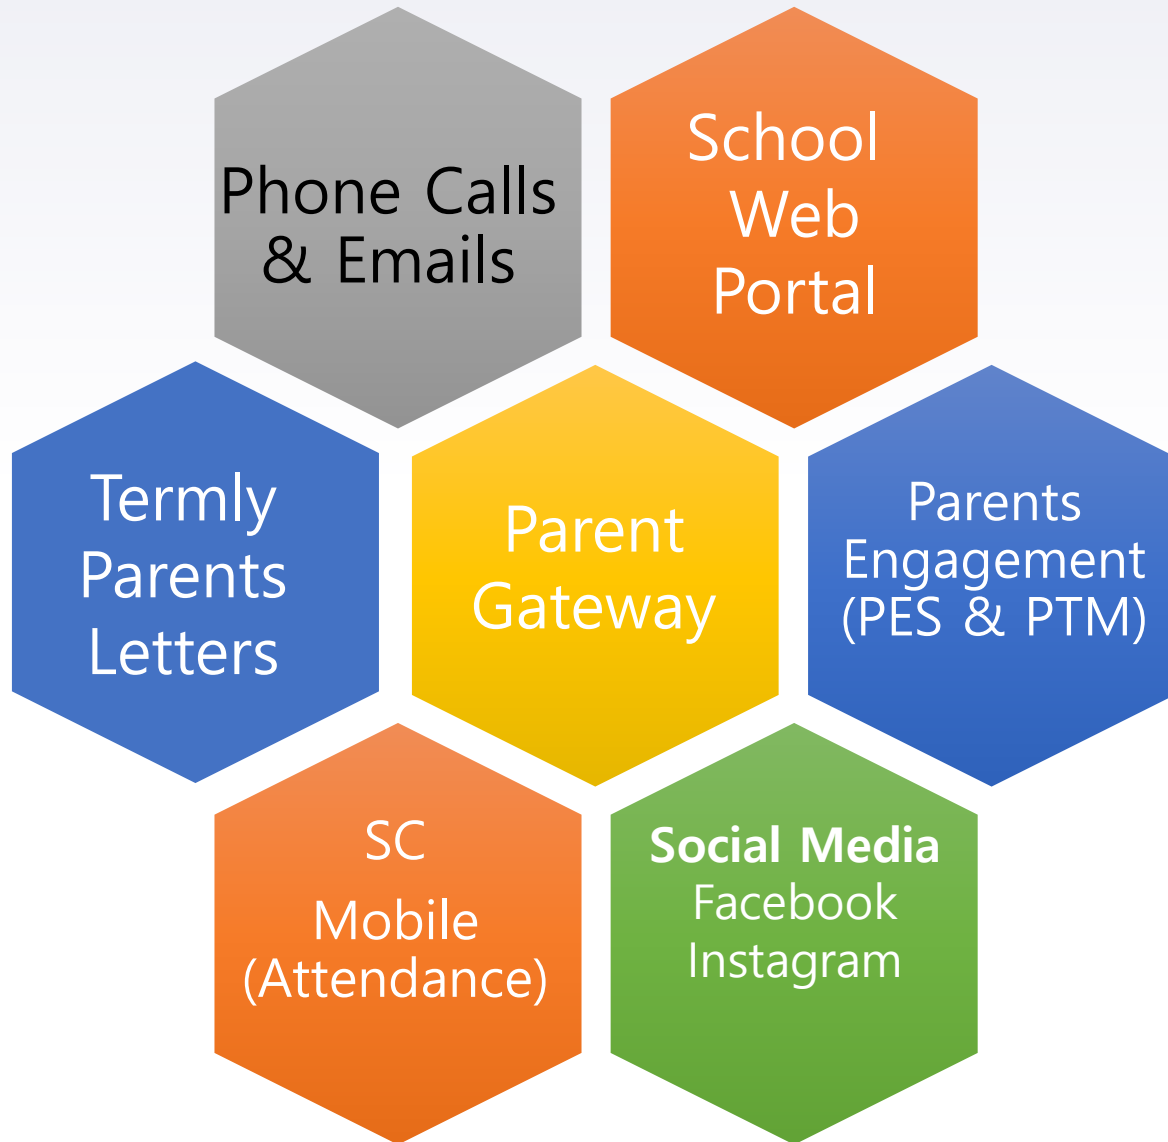 Phone Calls
& Emails
School
Web
Portal
Termly
Parents
Letters
Parent
Gateway
Parents
Engagement
(PES & PTM)
SC
Mobile
(Attendance)
Social Media
Facebook
Instagram